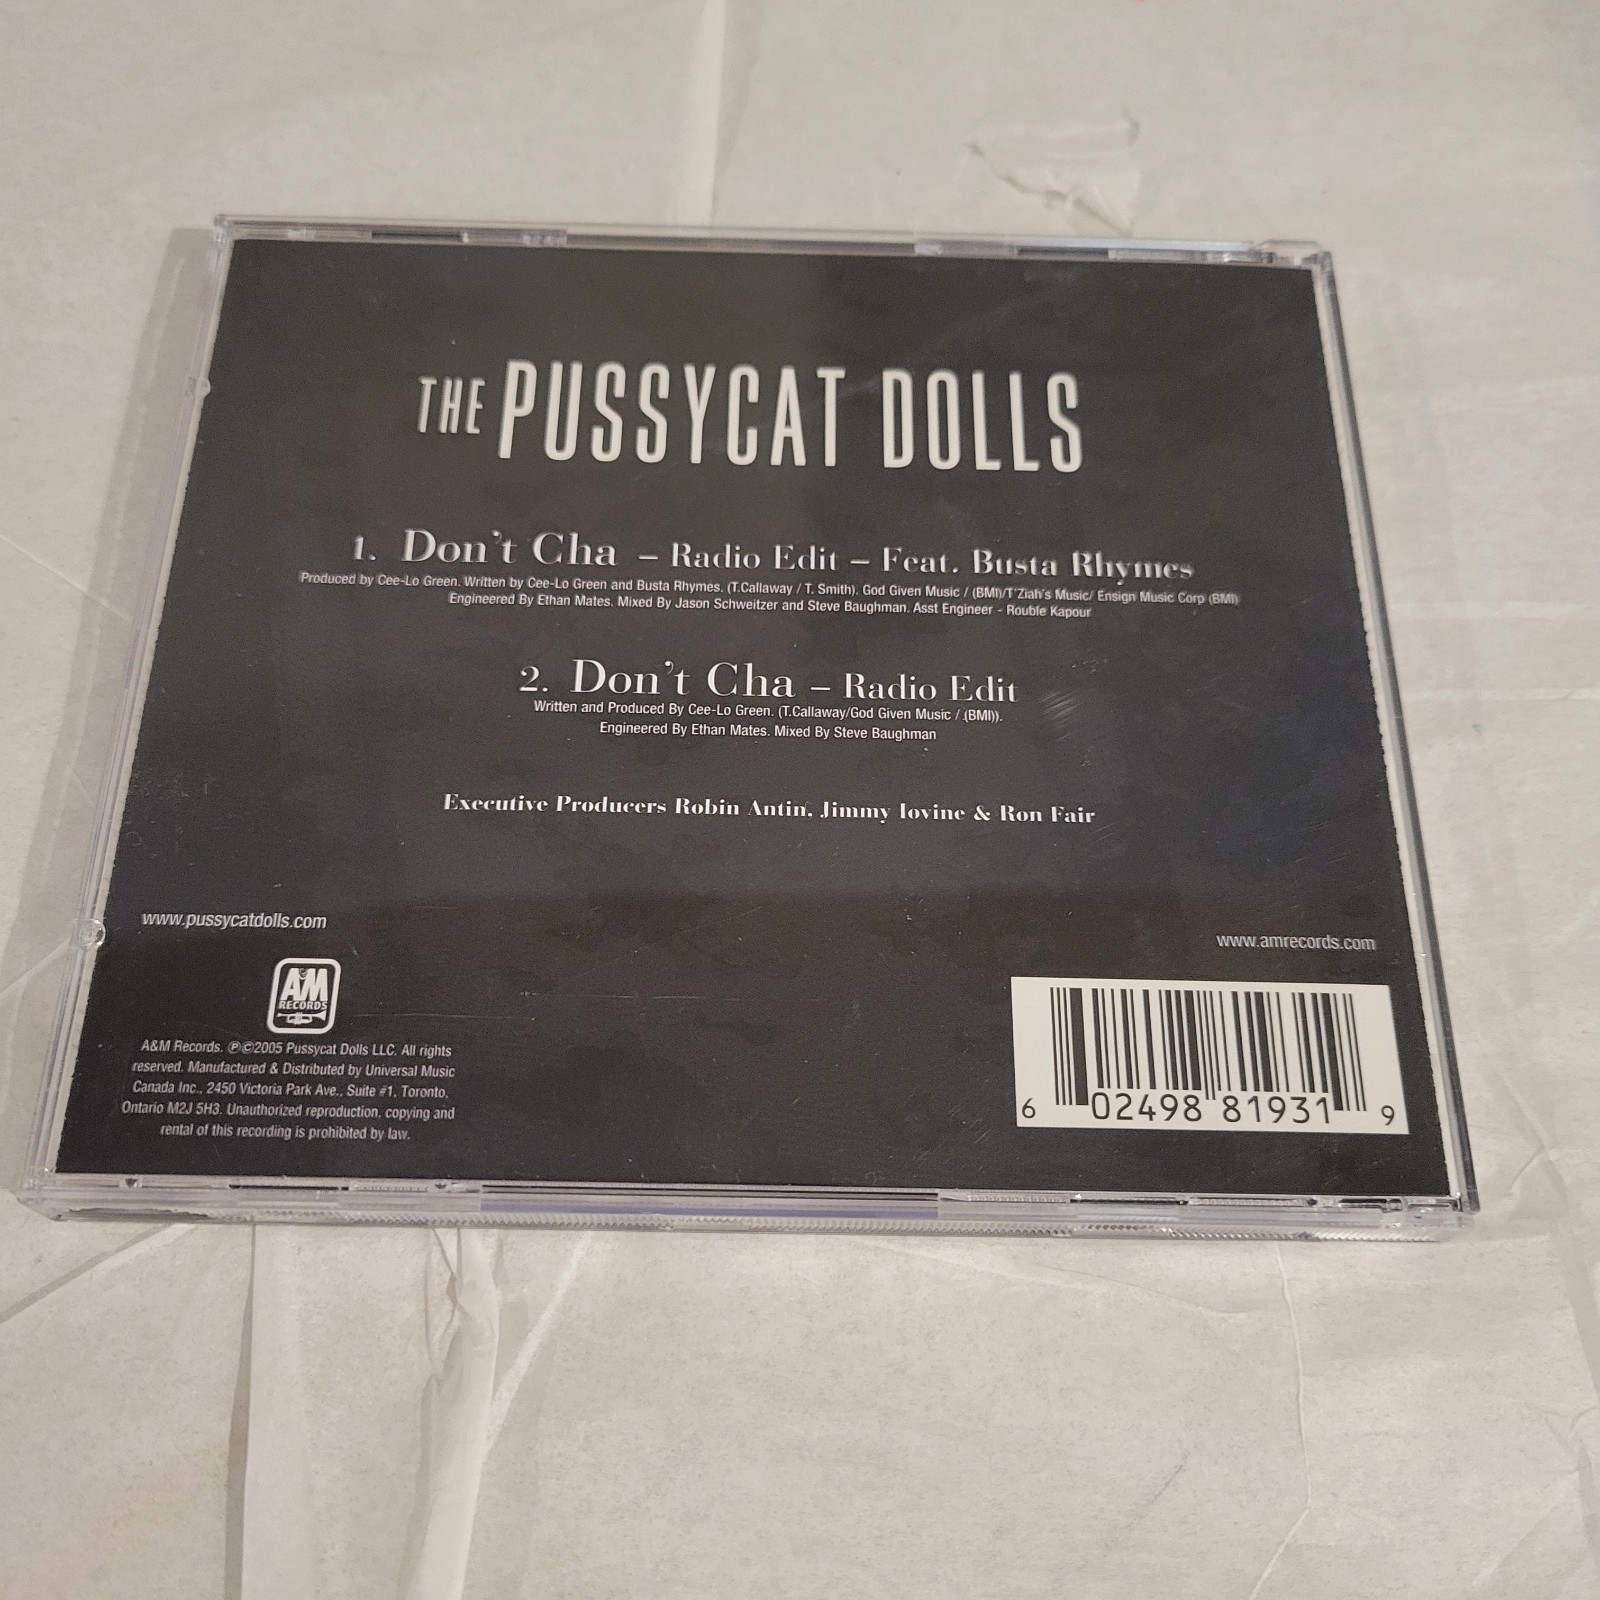 THE PUSSYCAT DOLLS
1. Don't Cha – Radio Edit – Feat. Busta Rhymes
Produced by Cee-Lo Green. Written by Cee-Lo Green and Busta Rhymes. (T.Callaway / T. Smith). God Given Music / (BMI)/T'Ziah's Music/ Ensign Music Corp (BMI)
Engineered By Ethan Mates. Mixed By Jason Schweitzer and Steve Baughman. Asst Engineer - Rouble Kapour
2. Don't Cha – Radio Edit
Written and Produced By Cee-Lo Green. (T.Callaway/God Given Music / (BMI)).
Engineered By Ethan Mates. Mixed By Steve Baughman
Executive Producers Robin Antin, Jimmy Iovine & Ron Fair
www.pussycatdolls.com
www.amrecords.com
A&M
RECORDS
A&M Records. ℗©2005 Pussycat Dolls LLC. All rights
reserved. Manufactured & Distributed by Universal Music
Canada Inc., 2450 Victoria Park Ave., Suite #1, Toronto,
Ontario M2J 5H3. Unauthorized reproduction, copying and
rental of this recording is prohibited by law.
6 02498 81931 9